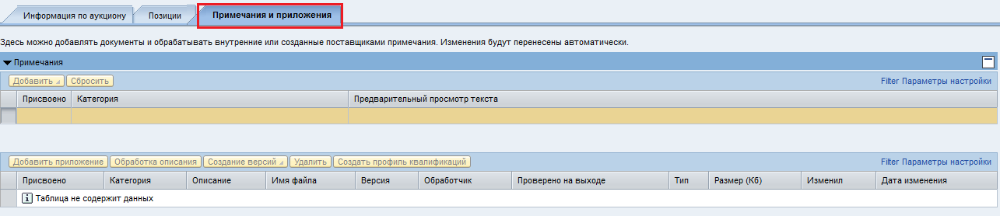 Информация по аукциону Позиции Примечания и приложения
Здесь можно добавлять документы и обрабатывать внутренние или созданные поставщиками примечания. Изменения будут перенесены автоматически.
Примечания
Добавить Сбросить Filter Параметры настройки
Присвоено Категория Предварительный просмотр текста
Добавить приложение Обработка описания Создание версий Удалить Создать профиль квалификаций Filter Параметры настройки
Присвоено Категория Описание Имя файла Версия Обработчик Проверено на выходе Тип Размер (Кб) Изменил Дата изменения
Таблица не содержит данных